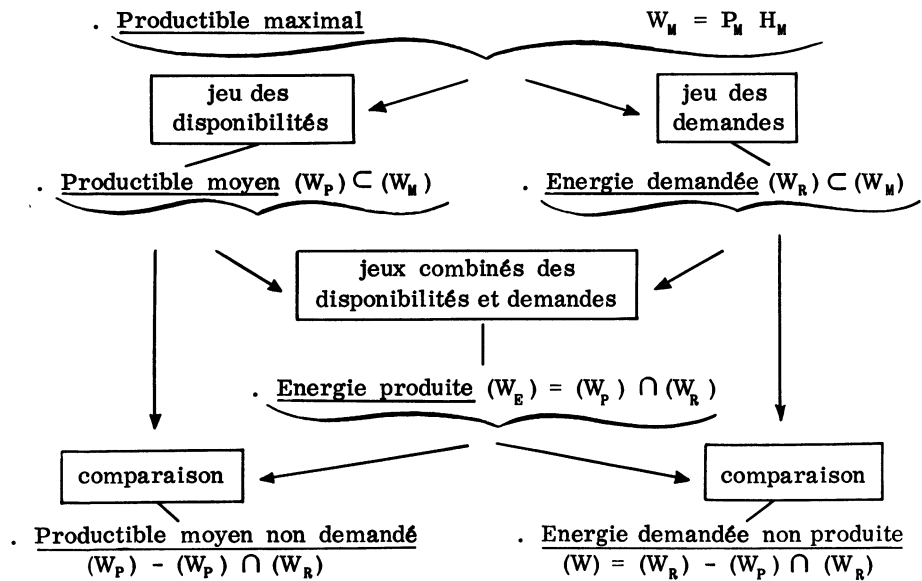 . Productible maximal W_M = P_M H_M
jeu des
disponibilités
jeu des
demandes
. Productible moyen (W_P) ⊂ (W_M)
. Energie demandée (W_R) ⊂ (W_M)
jeux combinés des
disponibilités et demandes
. Energie produite (W_E) = (W_P) ∩ (W_R)
comparaison
comparaison
. Productible moyen non demandé
(W_P) - (W_P) ∩ (W_R)
. Energie demandée non produite
(W) = (W_R) - (W_P) ∩ (W_R)